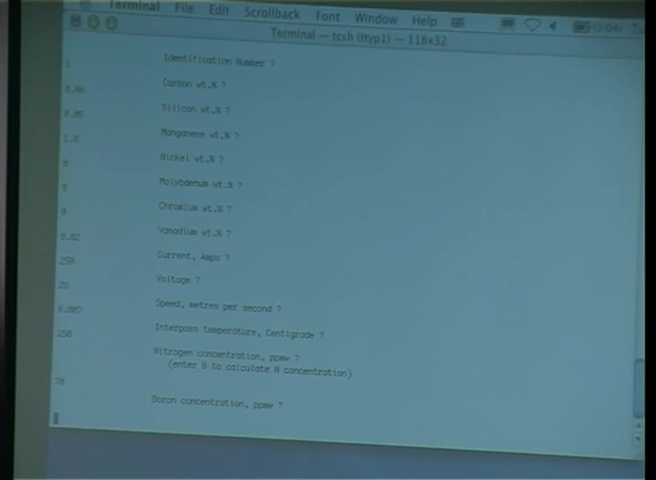 Terminal File Edit Scrollback Font Window Help
Terminal — tcsh (ttyp1) — 118x32
Identification Number ?
1
Carbon wt.% ?
0.06
Silicon wt.% ?
0.05
Manganese wt.% ?
1.0
Nickel wt.% ?
0
Molybdenum wt.% ?
0
Chromium wt.% ?
0
Vanadium wt.% ?
0.02
Current, Amps ?
250
Voltage ?
20
Speed, metres per second ?
0.007
Interpass temperature, Centigrade ?
150
Nitrogen concentration, ppmw ?
(enter 0 to calculate N concentration)
70
Boron concentration, ppmw ?